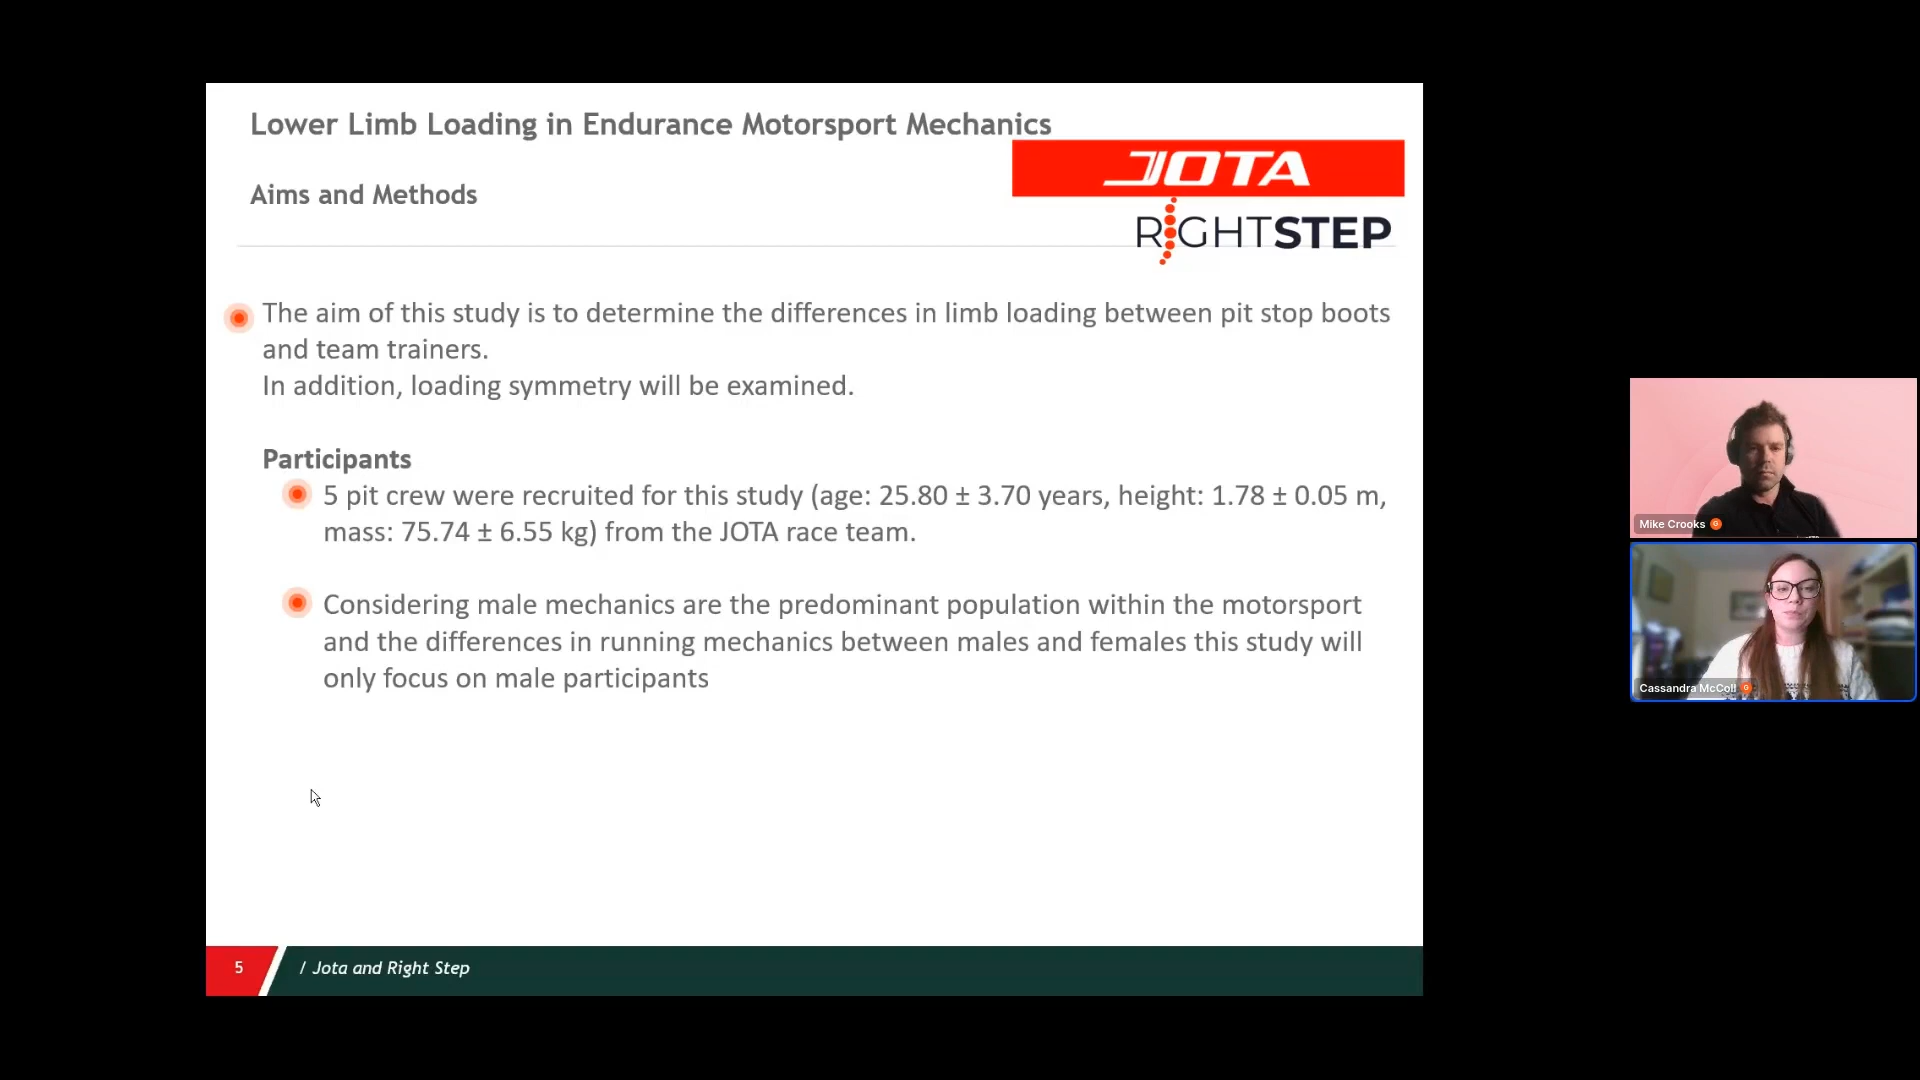 Lower Limb Loading in Endurance Motorsport Mechanics
JOTA
Aims and Methods
RIGHTSTEP
The aim of this study is to determine the differences in limb loading between pit stop boots
and team trainers.
In addition, loading symmetry will be examined.
Participants
5 pit crew were recruited for this study (age: 25.80 ± 3.70 years, height: 1.78 ± 0.05 m,
mass: 75.74 ± 6.55 kg) from the JOTA race team.
Considering male mechanics are the predominant population within the motorsport
and the differences in running mechanics between males and females this study will
only focus on male participants
5
/ Jota and Right Step
Mike Crooks G
Cassandra McColl G